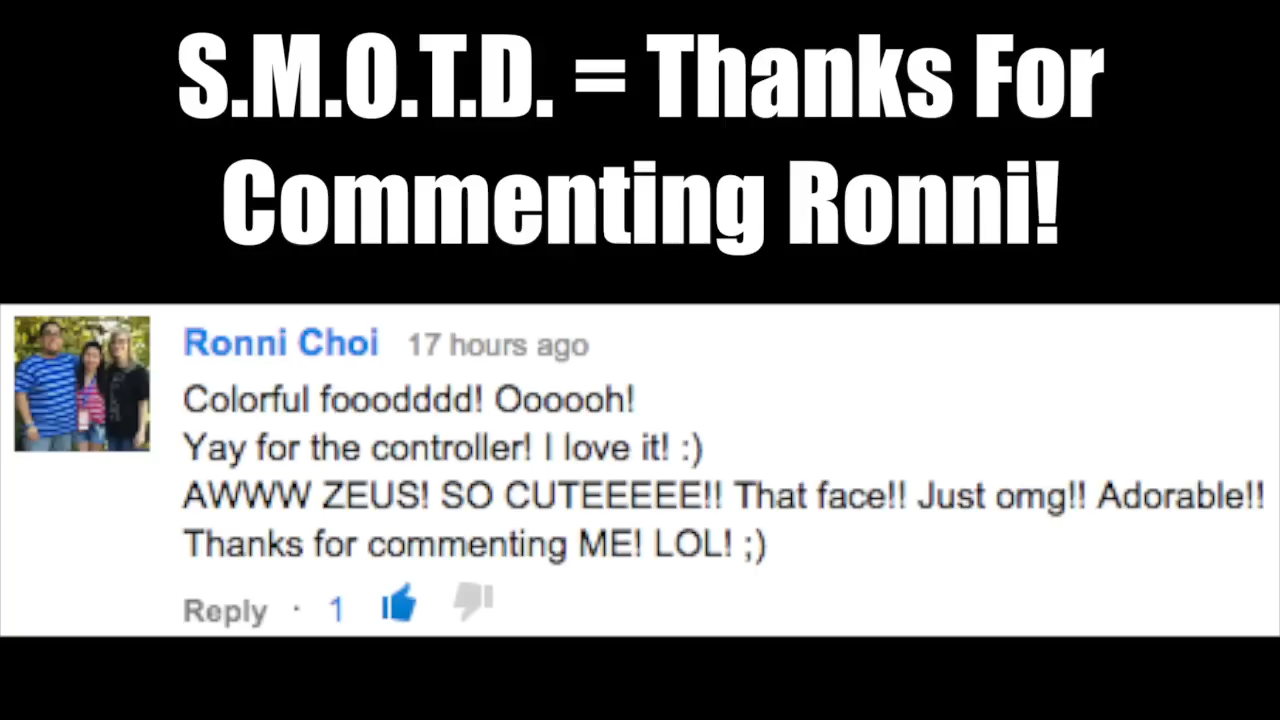 S.M.O.T.D. = Thanks For
Commenting Ronni!
Ronni Choi 17 hours ago
Colorful fooodddd! Oooooh!
Yay for the controller! I love it! :)
AWWW ZEUS! SO CUTEEEEE!! That face!! Just omg!! Adorable!!
Thanks for commenting ME! LOL! ;)
Reply · 1